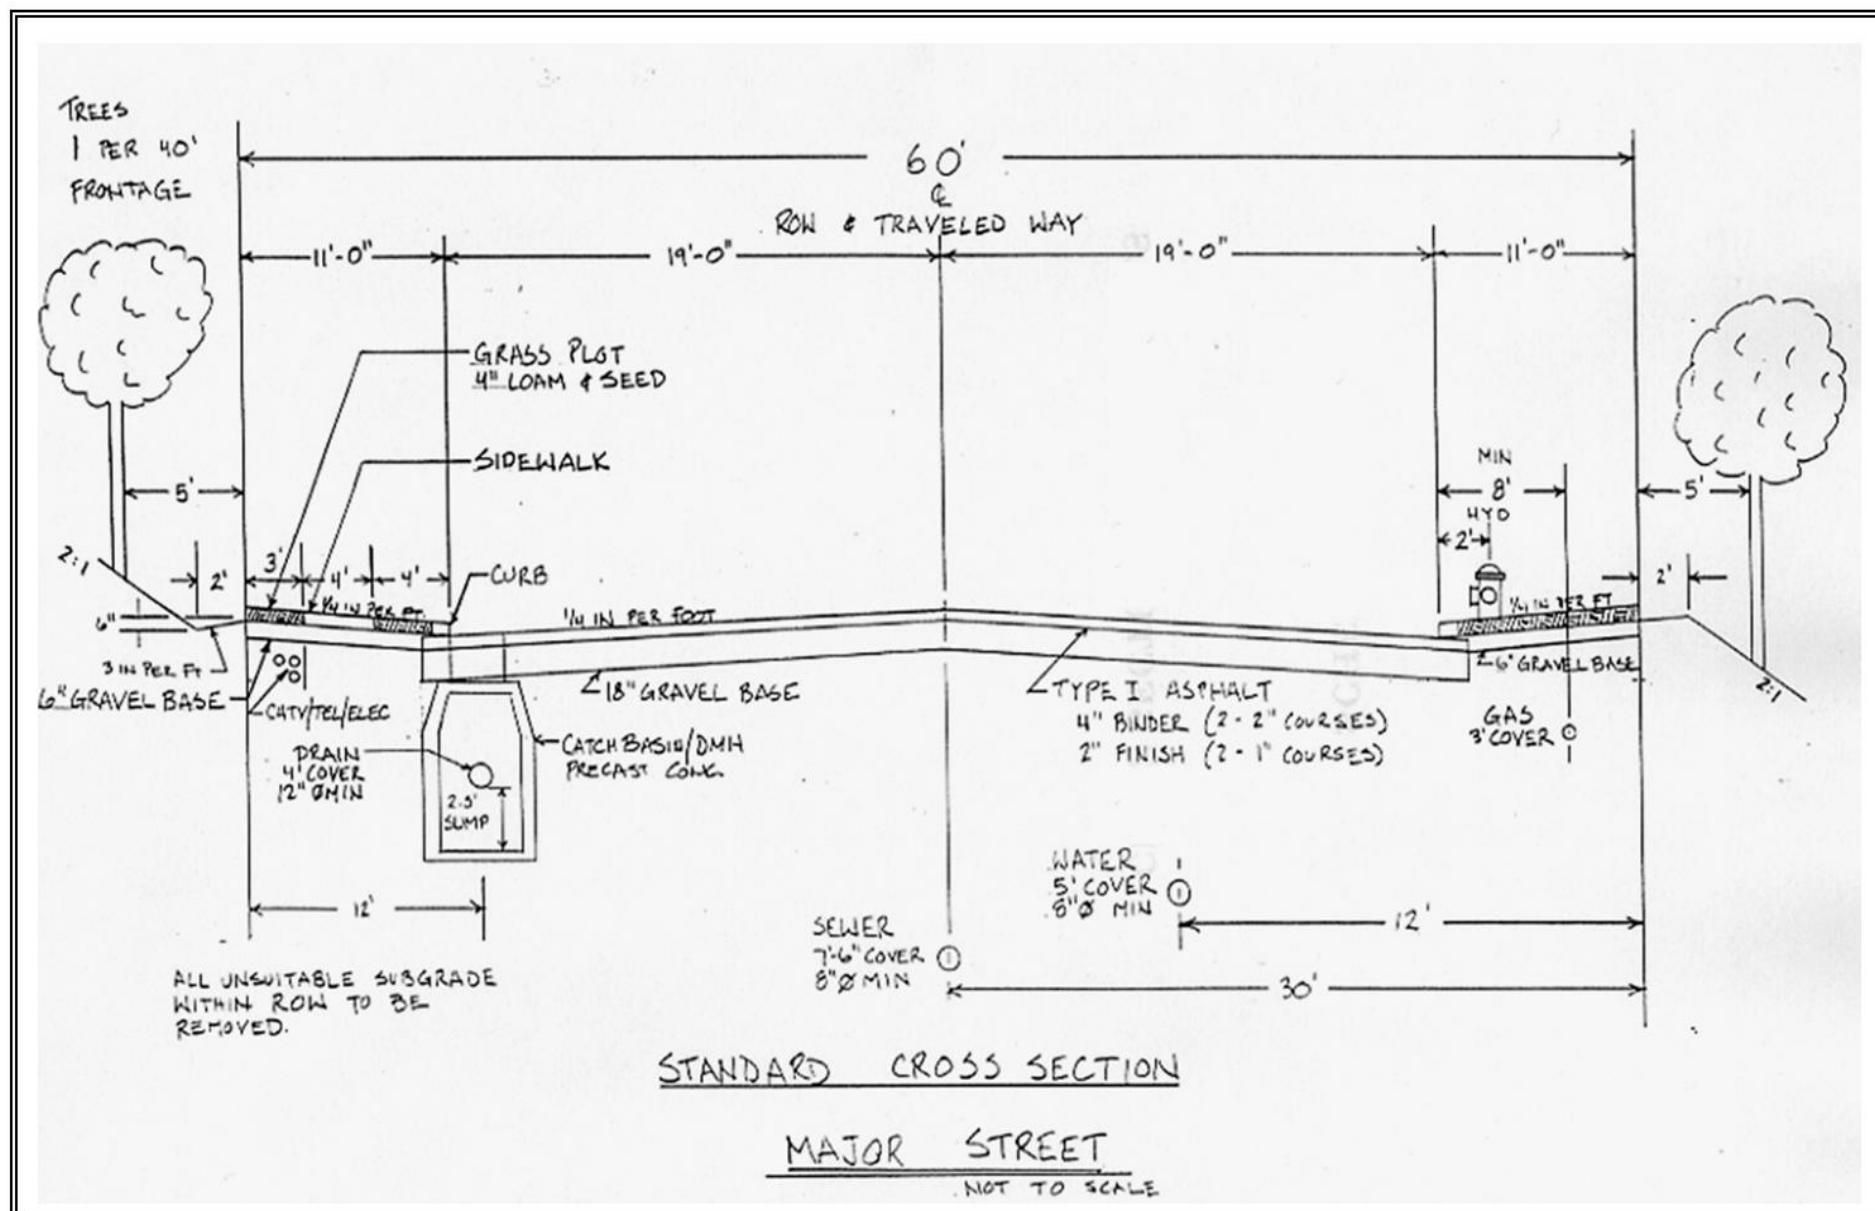 TREES
1 PER 40'
FRONTAGE
60'
℄
ROW & TRAVELED WAY
11'-0"
19'-0"
19'-0"
11'-0"
GRASS PLOT
4" LOAM & SEED
SIDEWALK
MIN
8'
HYD
2'
5'
5'
2:1
2'
3'
4'
4'
CURB
2'
6"
1/4 IN PER FT.
1/4 IN PER FOOT
1/4 IN PER FT
3 IN PER FT
6" GRAVEL BASE
6" GRAVEL BASE
2:1
CATV/TEL/ELEC
18" GRAVEL BASE
TYPE I ASPHALT
4" BINDER (2-2" COURSES)
2" FINISH (2-1" COURSES)
GAS
3' COVER
DRAIN
4' COVER
12" Ø MIN
CATCH BASIN/DMH
PRECAST CONC.
2.5'
SUMP
12'
WATER
5' COVER
8" Ø MIN
12'
SEWER
7'-6" COVER
8" Ø MIN
30'
ALL UNSUITABLE SUBGRADE
WITHIN ROW TO BE
REMOVED.
STANDARD CROSS SECTION
MAJOR STREET
NOT TO SCALE